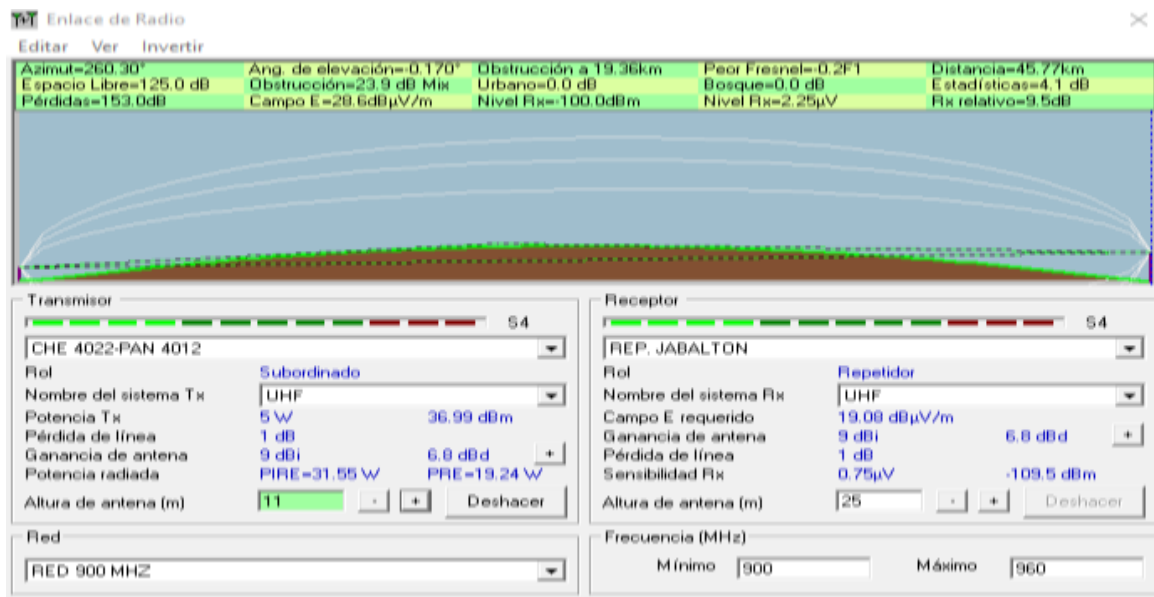 Enlace de Radio
Editar Ver Invertir
Azimut=260.30° Ang. de elevación=-0.170° Obstrucción a 19.36km Peor Fresnel=-0.2F1 Distancia=45.77km
Espacio Libre=125.0 dB Obstrucción=23.9 dB Mix Urbano=0.0 dB Bosque=0.0 dB Estadísticas=4.1 dB
Pérdidas=153.0dB Campo E=28.6dBµV/m Nivel Rx=-100.0dBm Nivel Rx=2.25µV Rx relativo=9.5dB
Transmisor
S4
CHE 4022-PAN 4012
Rol Subordinado
Nombre del sistema Tx UHF
Potencia Tx 5 W 36.99 dBm
Pérdida de línea 1 dB
Ganancia de antena 9 dBi 6.8 dBd +
Potencia radiada PIRE=31.55 W PRE=19.24 W
Altura de antena (m) 11 - + Deshacer
Red
RED 900 MHZ
Receptor
S4
REP. JABALTON
Rol Repetidor
Nombre del sistema Rx UHF
Campo E requerido 19.08 dBµV/m
Ganancia de antena 9 dBi 6.8 dBd +
Pérdida de línea 1 dB
Sensibilidad Rx 0.75µV -109.5 dBm
Altura de antena (m) 25 - + Deshacer
Frecuencia (MHz)
Mínimo 900 Máximo 960